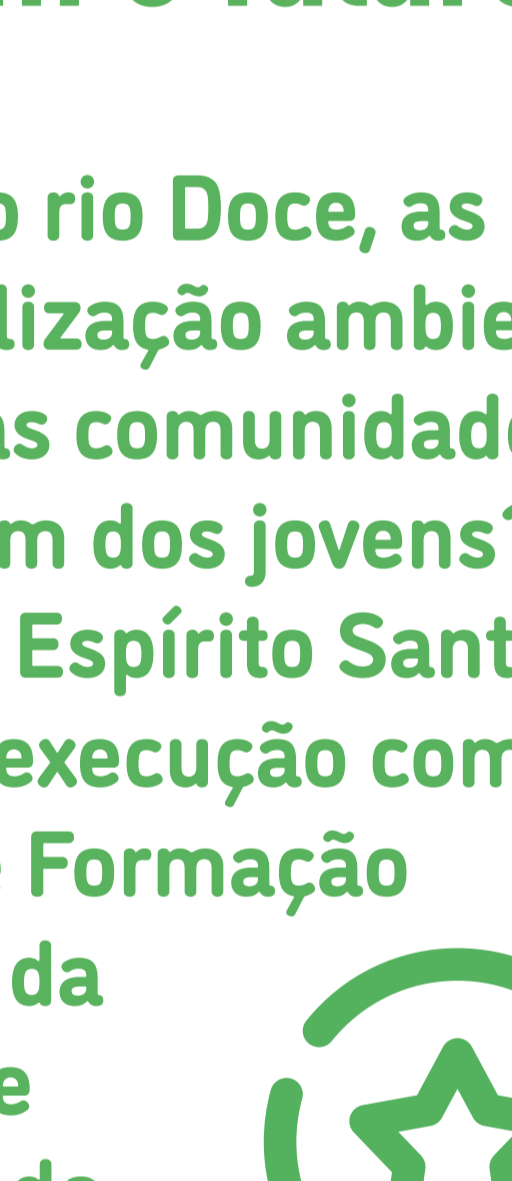 o rio Doce, as
lização ambie
as comunidad
m dos jovens
Espírito Sant
execução com
e Formação
da
e